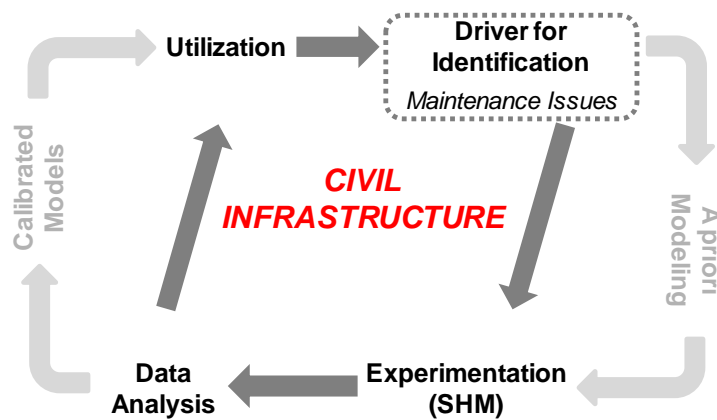 Utilization
Driver for
Identification
Maintenance Issues
CIVIL
INFRASTRUCTURE
Calibrated
Models
A priori
Modeling
Data
Analysis
Experimentation
(SHM)